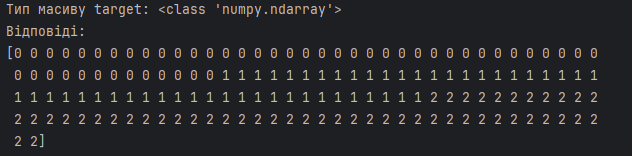 Тип масиву target: <class 'numpy.ndarray'>
Відповіді:
[0 0 0 0 0 0 0 0 0 0 0 0 0 0 0 0 0 0 0 0 0 0 0 0 0 0 0 0 0 0 0 0 0 0 0 0 0
0 0 0 0 0 0 0 0 0 0 0 0 0 1 1 1 1 1 1 1 1 1 1 1 1 1 1 1 1 1 1 1 1 1 1 1 1
1 1 1 1 1 1 1 1 1 1 1 1 1 1 1 1 1 1 1 1 1 1 1 1 1 1 2 2 2 2 2 2 2 2 2 2 2
2 2 2 2 2 2 2 2 2 2 2 2 2 2 2 2 2 2 2 2 2 2 2 2 2 2 2 2 2 2 2 2 2 2 2 2 2
2 2]